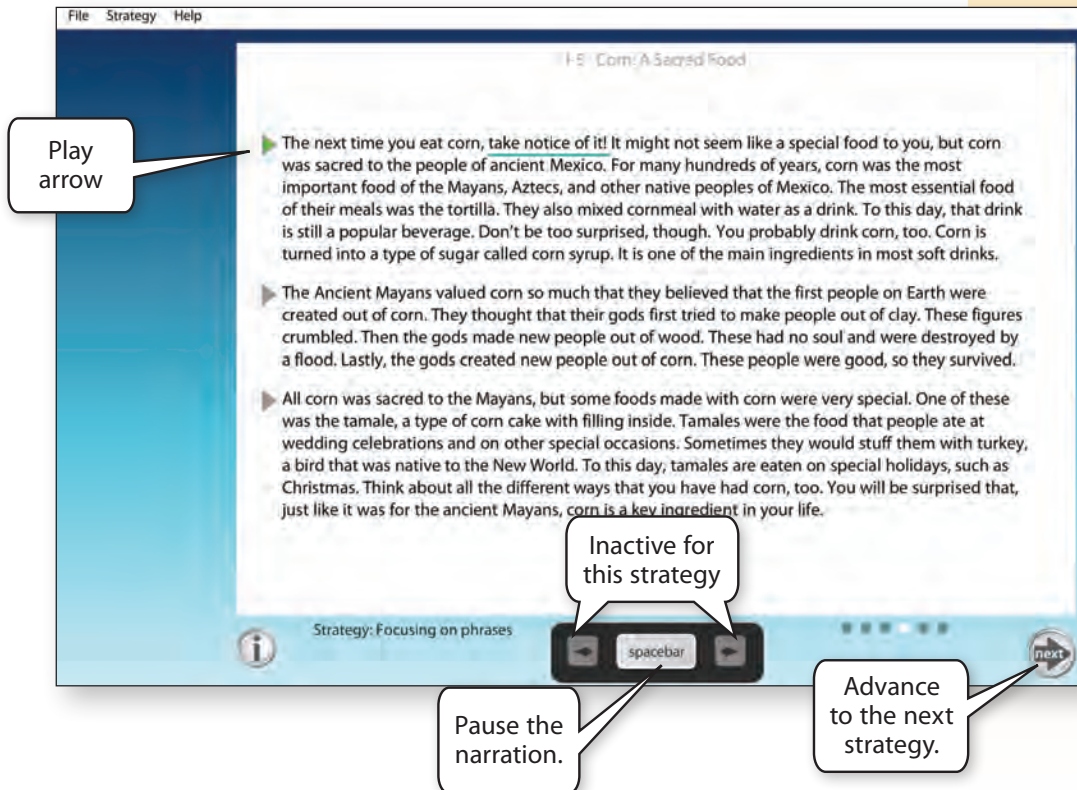 File Strategy Help
I-5 Corn: A Sacred Food
Play
arrow
The next time you eat corn, take notice of it! It might not seem like a special food to you, but corn
was sacred to the people of ancient Mexico. For many hundreds of years, corn was the most
important food of the Mayans, Aztecs, and other native peoples of Mexico. The most essential food
of their meals was the tortilla. They also mixed cornmeal with water as a drink. To this day, that drink
is still a popular beverage. Don't be too surprised, though. You probably drink corn, too. Corn is
turned into a type of sugar called corn syrup. It is one of the main ingredients in most soft drinks.
The Ancient Mayans valued corn so much that they believed that the first people on Earth were
created out of corn. They thought that their gods first tried to make people out of clay. These figures
crumbled. Then the gods made new people out of wood. These had no soul and were destroyed by
a flood. Lastly, the gods created new people out of corn. These people were good, so they survived.
All corn was sacred to the Mayans, but some foods made with corn were very special. One of these
was the tamale, a type of corn cake with filling inside. Tamales were the food that people ate at
wedding celebrations and on other special occasions. Sometimes they would stuff them with turkey,
a bird that was native to the New World. To this day, tamales are eaten on special holidays, such as
Christmas. Think about all the different ways that you have had corn, too. You will be surprised that,
just like it was for the ancient Mayans, corn is a key ingredient in your life.
Inactive for
this strategy
i
Strategy: Focusing on phrases
spacebar
next
Pause the
narration.
Advance
to the next
strategy.